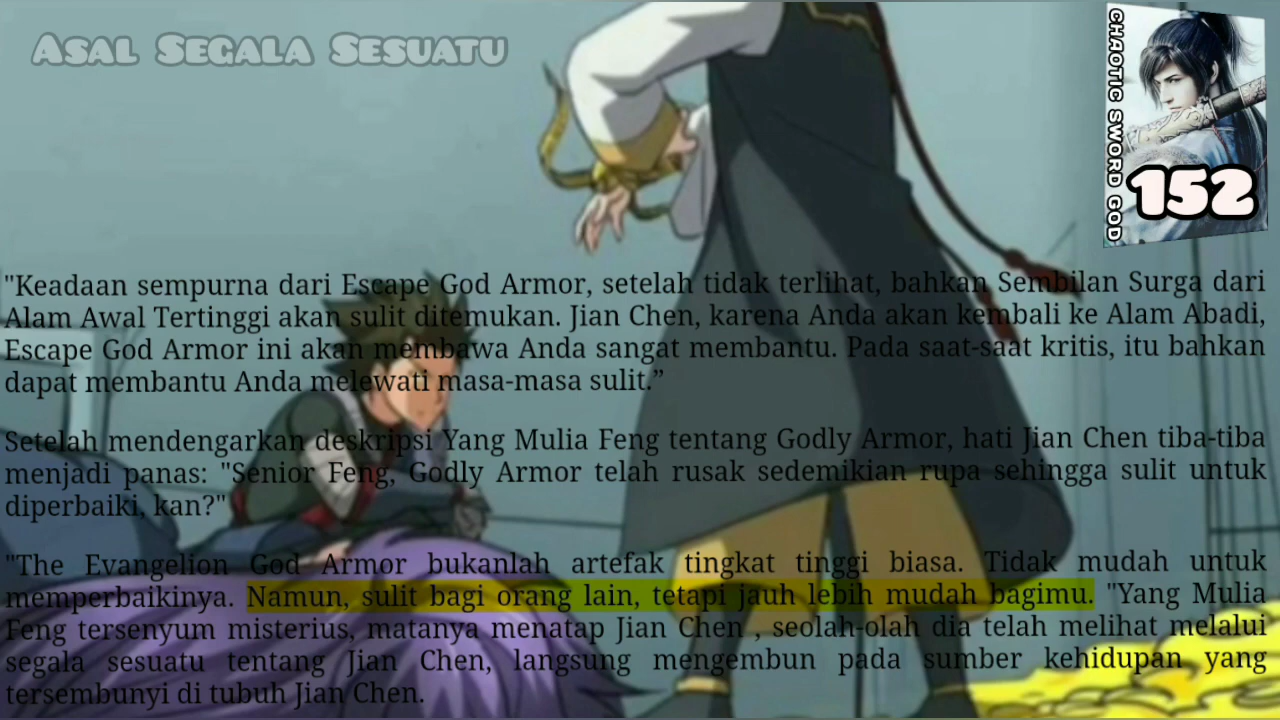 Asal Segala Sesuatu
CHAOTIC SWORD GOD
152
"Keadaan sempurna dari Escape God Armor, setelah tidak terlihat, bahkan Sembilan Surga dari
Alam Awal Tertinggi akan sulit ditemukan. Jian Chen, karena Anda akan kembali ke Alam Abadi,
Escape God Armor ini akan membawa Anda sangat membantu. Pada saat-saat kritis, itu bahkan
dapat membantu Anda melewati masa-masa sulit.”
Setelah mendengarkan deskripsi Yang Mulia Feng tentang Godly Armor, hati Jian Chen tiba-tiba
menjadi panas: "Senior Feng, Godly Armor telah rusak sedemikian rupa sehingga sulit untuk
diperbaiki, kan?"
"The Evangelion God Armor bukanlah artefak tingkat tinggi biasa. Tidak mudah untuk
memperbaikinya. Namun, sulit bagi orang lain, tetapi jauh lebih mudah bagimu. "Yang Mulia
Feng tersenyum misterius, matanya menatap Jian Chen , seolah-olah dia telah melihat melalui
segala sesuatu tentang Jian Chen, langsung mengembun pada sumber kehidupan yang
tersembunyi di tubuh Jian Chen.